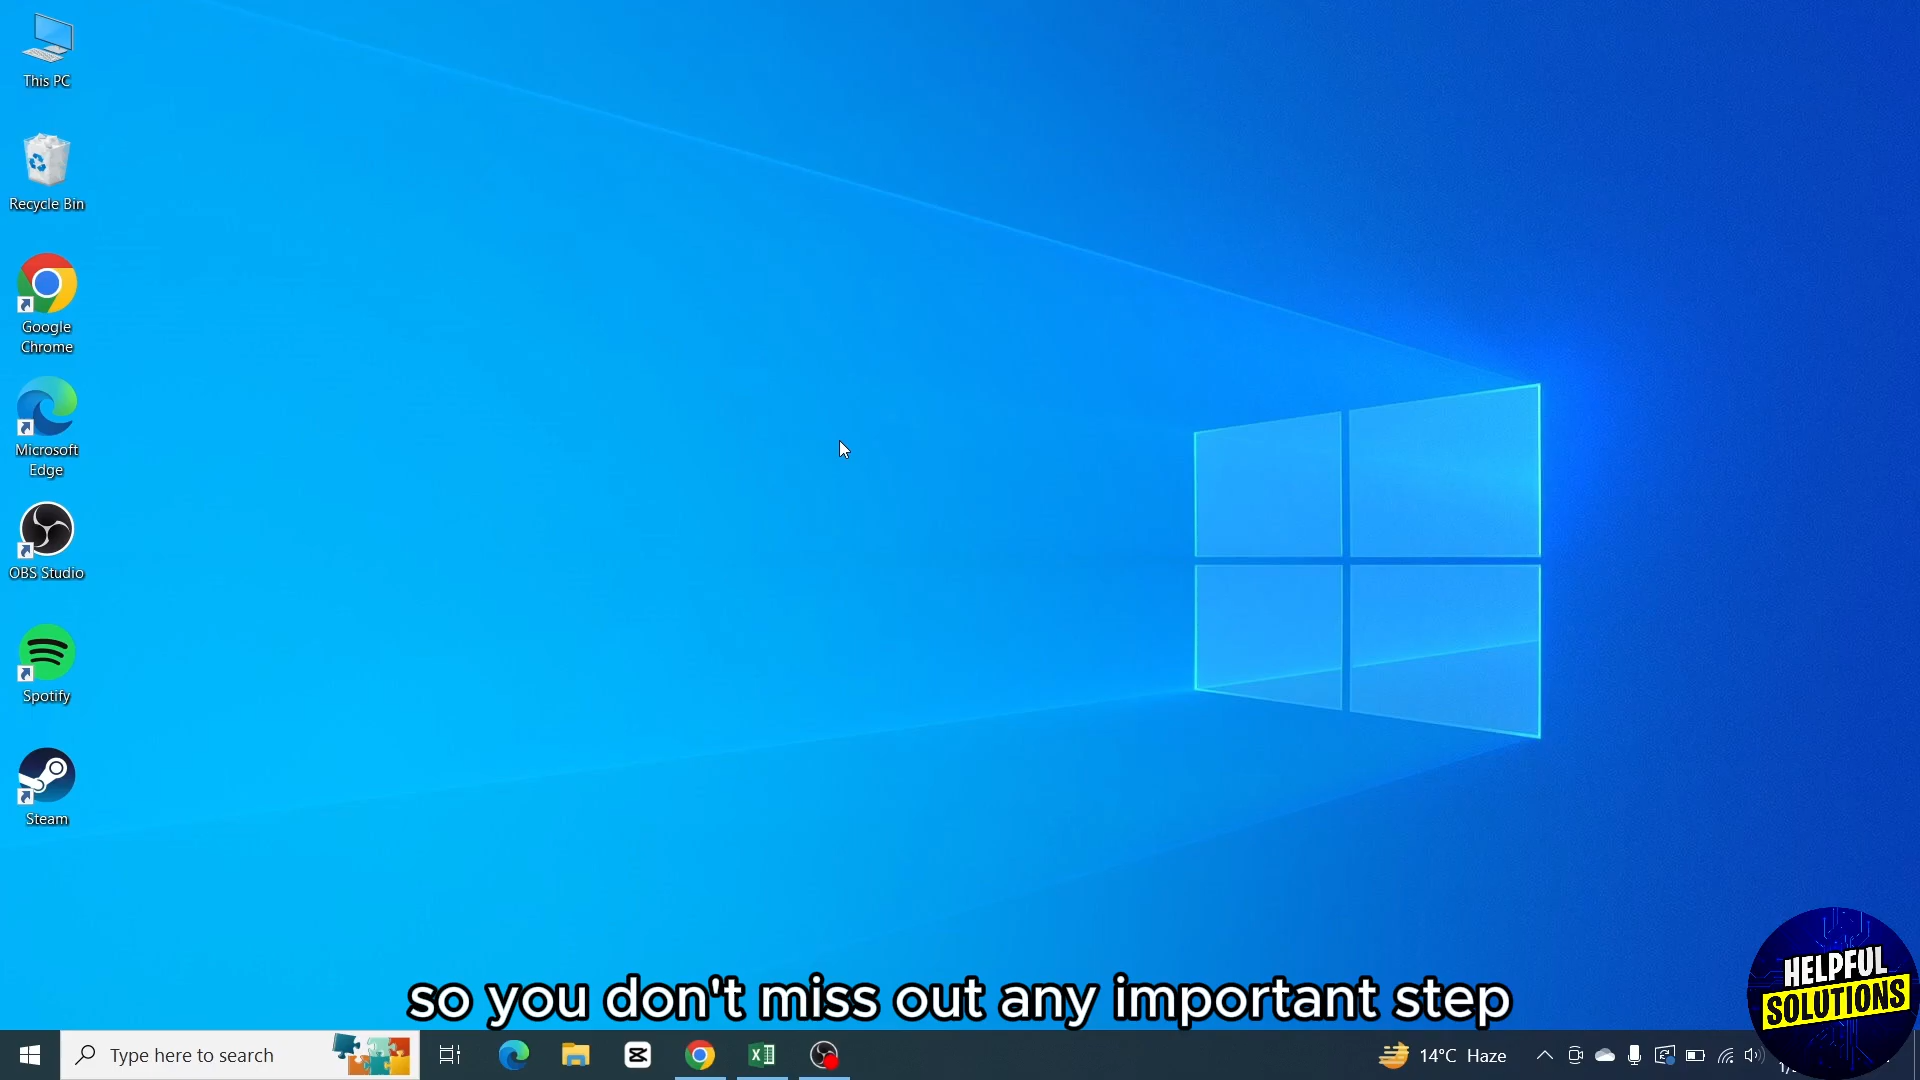 This PC
Recycle Bin
Google
Chrome
Microsoft
Edge
OBS Studio
Spotify
Steam
so you don't miss out any important step
HELPFUL
SOLUTIONS
Type here to search
14°C Haze